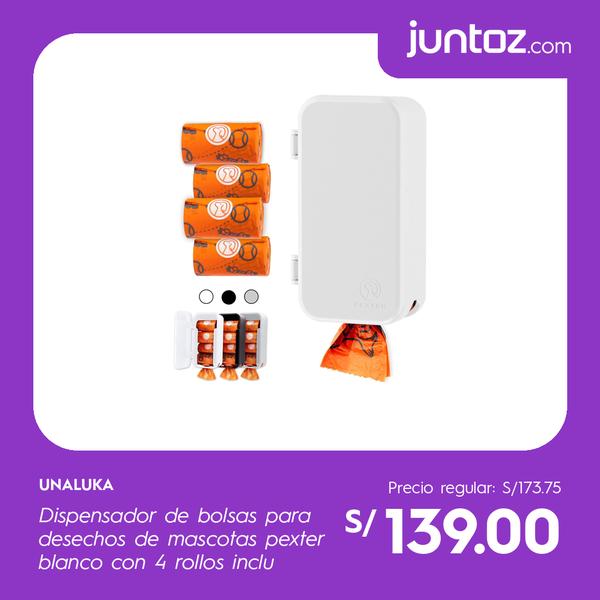 juntoz.com
PEXTER
UNALUKA
Dispensador de bolsas para
desechos de mascotas pexter
blanco con 4 rollos inclu
Precio regular: S/173.75
S/ 139.00